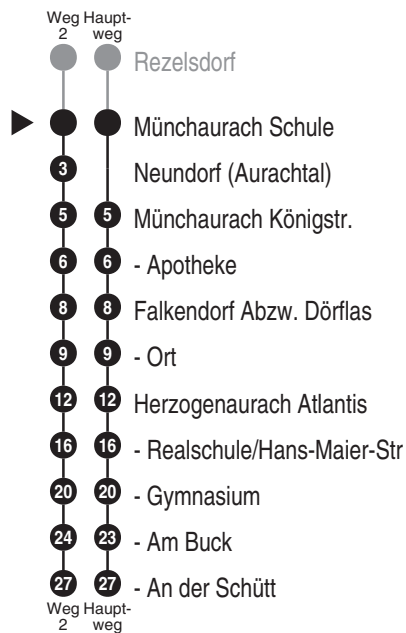 Weg Haupt-
2 weg
Rezelsdorf
Münchaurach Schule
3 Neundorf (Aurachtal)
5 5 Münchaurach Königstr.
6 6 - Apotheke
8 8 Falkendorf Abzw. Dörflas
9 9 - Ort
12 12 Herzogenaurach Atlantis
16 16 - Realschule/Hans-Maier-Str
20 20 - Gymnasium
24 23 - Am Buck
27 27 - An der Schütt
Weg Haupt-
2 weg